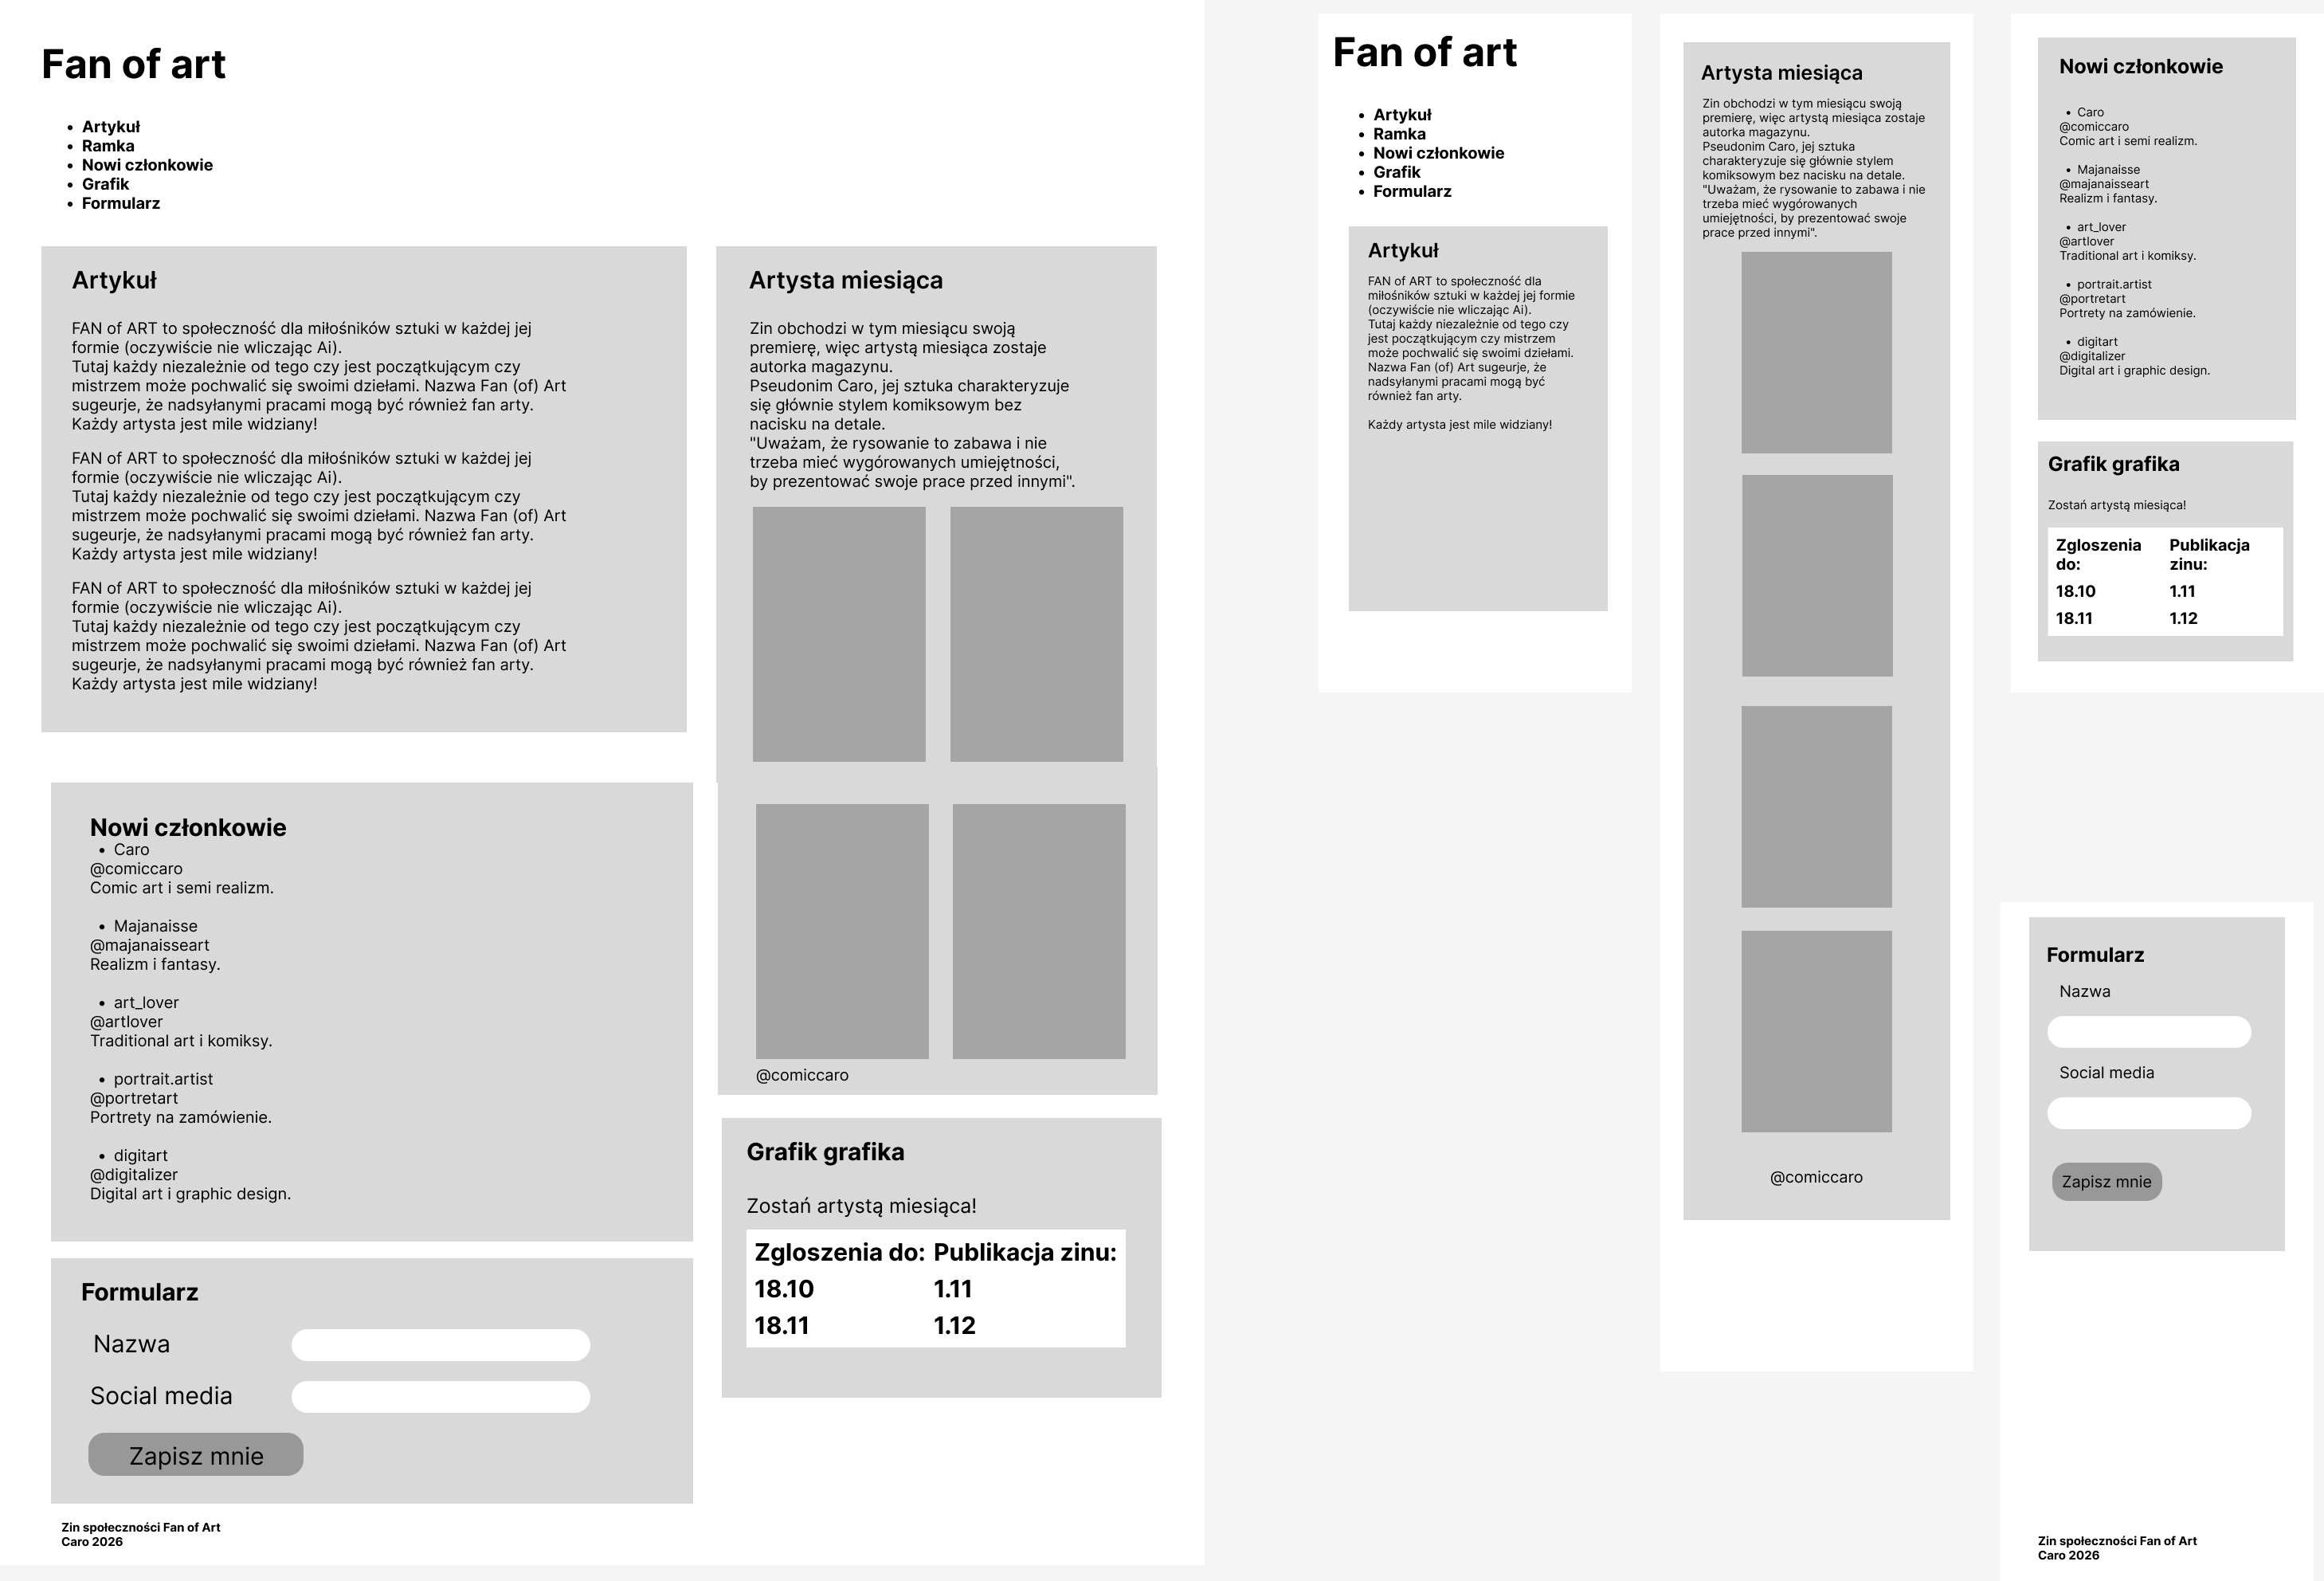 Fan of art
• Artykuł
• Ramka
• Nowi członkowie
• Grafik
• Formularz
Artykuł
FAN of ART to społeczność dla miłośników sztuki w każdej jej
formie (oczywiście nie wliczając Ai).
Tutaj każdy niezależnie od tego czy jest początkującym czy
mistrzem może pochwalić się swoimi dziełami. Nazwa Fan (of) Art
sugeurje, że nadsyłanymi pracami mogą być również fan arty.
Każdy artysta jest mile widziany!
FAN of ART to społeczność dla miłośników sztuki w każdej jej
formie (oczywiście nie wliczając Ai).
Tutaj każdy niezależnie od tego czy jest początkującym czy
mistrzem może pochwalić się swoimi dziełami. Nazwa Fan (of) Art
sugeurje, że nadsyłanymi pracami mogą być również fan arty.
Każdy artysta jest mile widziany!
FAN of ART to społeczność dla miłośników sztuki w każdej jej
formie (oczywiście nie wliczając Ai).
Tutaj każdy niezależnie od tego czy jest początkującym czy
mistrzem może pochwalić się swoimi dziełami. Nazwa Fan (of) Art
sugeurje, że nadsyłanymi pracami mogą być również fan arty.
Każdy artysta jest mile widziany!
Artysta miesiąca
Zin obchodzi w tym miesiącu swoją
premierę, więc artystą miesiąca zostaje
autorka magazynu.
Pseudonim Caro, jej sztuka charakteryzuje
się głównie stylem komiksowym bez
nacisku na detale.
"Uważam, że rysowanie to zabawa i nie
trzeba mieć wygórowanych umiejętności,
by prezentować swoje prace przed innymi".
@comiccaro
Nowi członkowie
• Caro
@comiccaro
Comic art i semi realizm.
• Majanaisse
@majanaisseart
Realizm i fantasy.
• art_lover
@artlover
Traditional art i komiksy.
• portrait.artist
@portretart
Portrety na zamówienie.
• digitart
@digitalizer
Digital art i graphic design.
Grafik grafika
Zostań artystą miesiąca!
Zgloszenia do: Publikacja zinu:
18.10 1.11
18.11 1.12
Formularz
Nazwa
Social media
Zapisz mnie
Zin społeczności Fan of Art
Caro 2026
Fan of art
• Artykuł
• Ramka
• Nowi członkowie
• Grafik
• Formularz
Artykuł
FAN of ART to społeczność dla
miłośników sztuki w każdej jej formie
(oczywiście nie wliczając Ai).
Tutaj każdy niezależnie od tego czy
jest początkującym czy mistrzem
może pochwalić się swoimi dziełami.
Nazwa Fan (of) Art sugeurje, że
nadsyłanymi pracami mogą być
również fan arty.
Każdy artysta jest mile widziany!
Artysta miesiąca
Zin obchodzi w tym miesiącu swoją
premierę, więc artystą miesiąca zostaje
autorka magazynu.
Pseudonim Caro, jej sztuka
charakteryzuje się głównie stylem
komiksowym bez nacisku na detale.
"Uważam, że rysowanie to zabawa i nie
trzeba mieć wygórowanych
umiejętności, by prezentować swoje
prace przed innymi".
@comiccaro
Nowi członkowie
• Caro
@comiccaro
Comic art i semi realizm.
• Majanaisse
@majanaisseart
Realizm i fantasy.
• art_lover
@artlover
Traditional art i komiksy.
• portrait.artist
@portretart
Portrety na zamówienie.
• digitart
@digitalizer
Digital art i graphic design.
Grafik grafika
Zostań artystą miesiąca!
Zgloszenia Publikacja
do: zinu:
18.10 1.11
18.11 1.12
Formularz
Nazwa
Social media
Zapisz mnie
Zin społeczności Fan of Art
Caro 2026